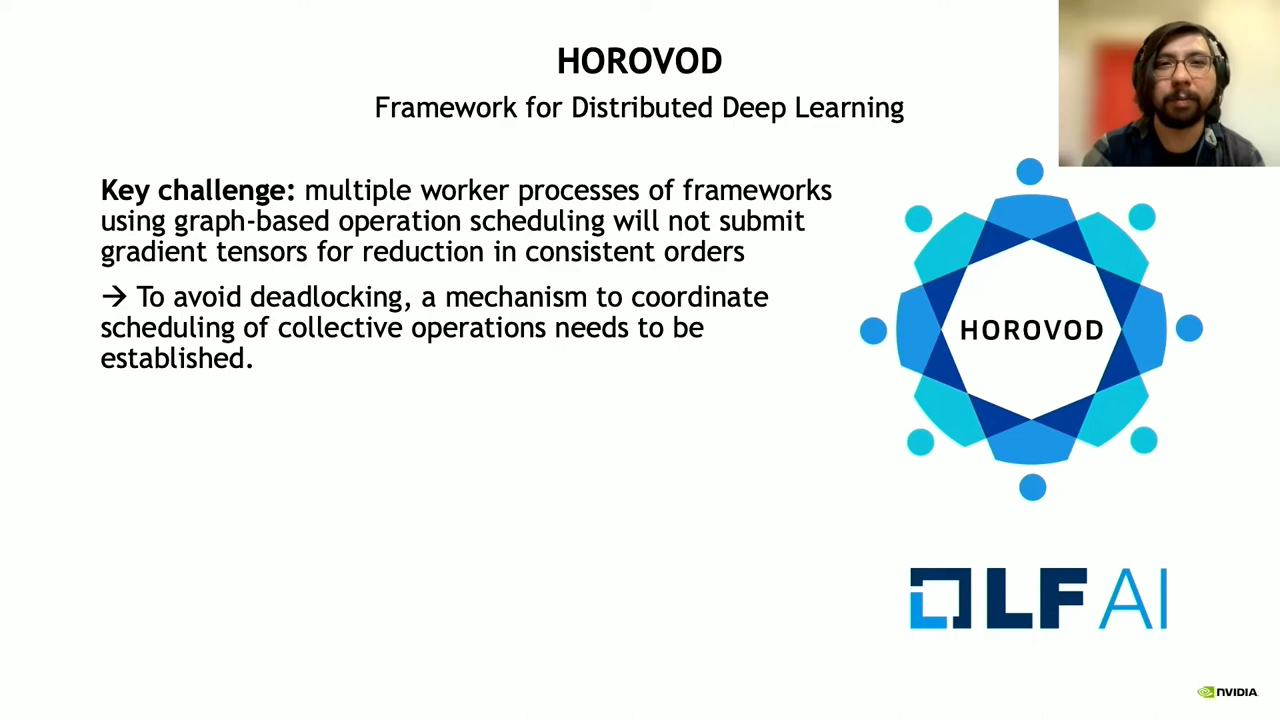 HOROVOD
Framework for Distributed Deep Learning
Key challenge: multiple worker processes of frameworks
using graph-based operation scheduling will not submit
gradient tensors for reduction in consistent orders
→ To avoid deadlocking, a mechanism to coordinate
scheduling of collective operations needs to be
established.
HOROVOD
LF AI
NVIDIA